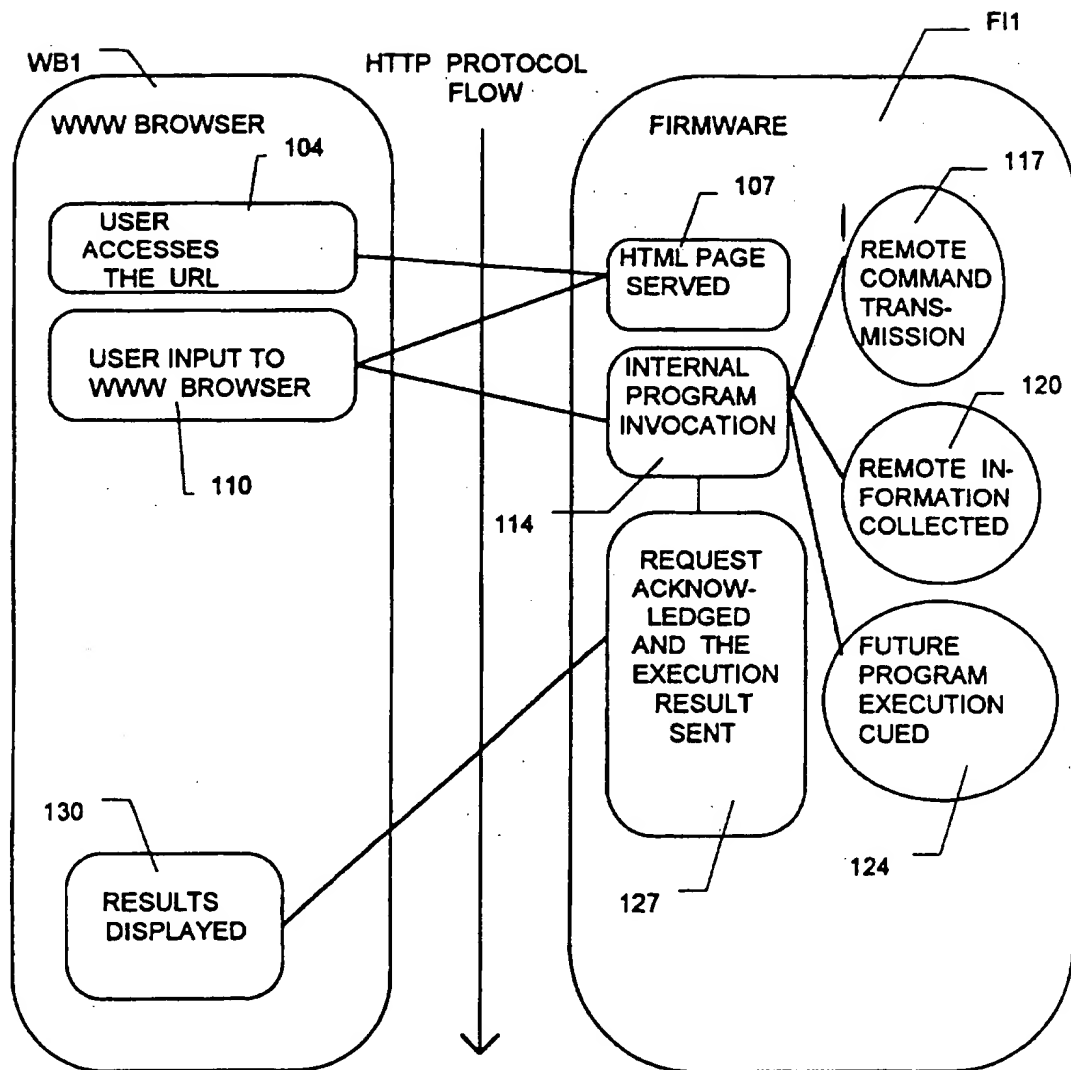 WB1
HTTP PROTOCOL
FLOW
FI1
WWW BROWSER
FIRMWARE
104
USER
ACCESSES
THE URL
107
HTML PAGE
SERVED
117
REMOTE
COMMAND
TRANS-
MISSION
USER INPUT TO
WWW BROWSER
110
INTERNAL
PROGRAM
INVOCATION
114
120
REMOTE IN-
FORMATION
COLLECTED
REQUEST
ACKNOW-
LEDGED
AND THE
EXECUTION
RESULT
SENT
127
FUTURE
PROGRAM
EXECUTION
CUED
124
130
RESULTS
DISPLAYED